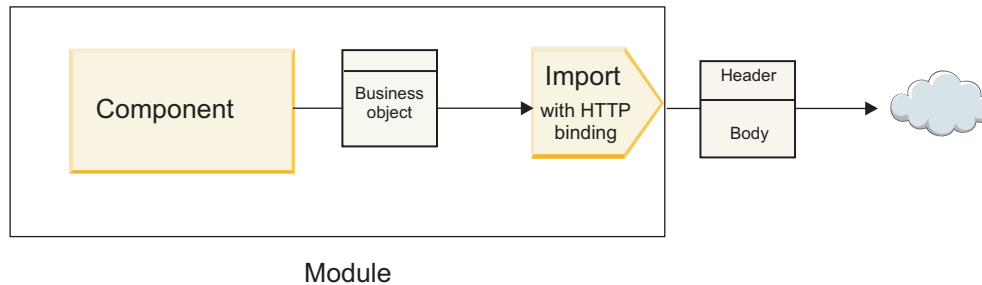 Component
Business
object
Import
with HTTP
binding
Header
Body
Module